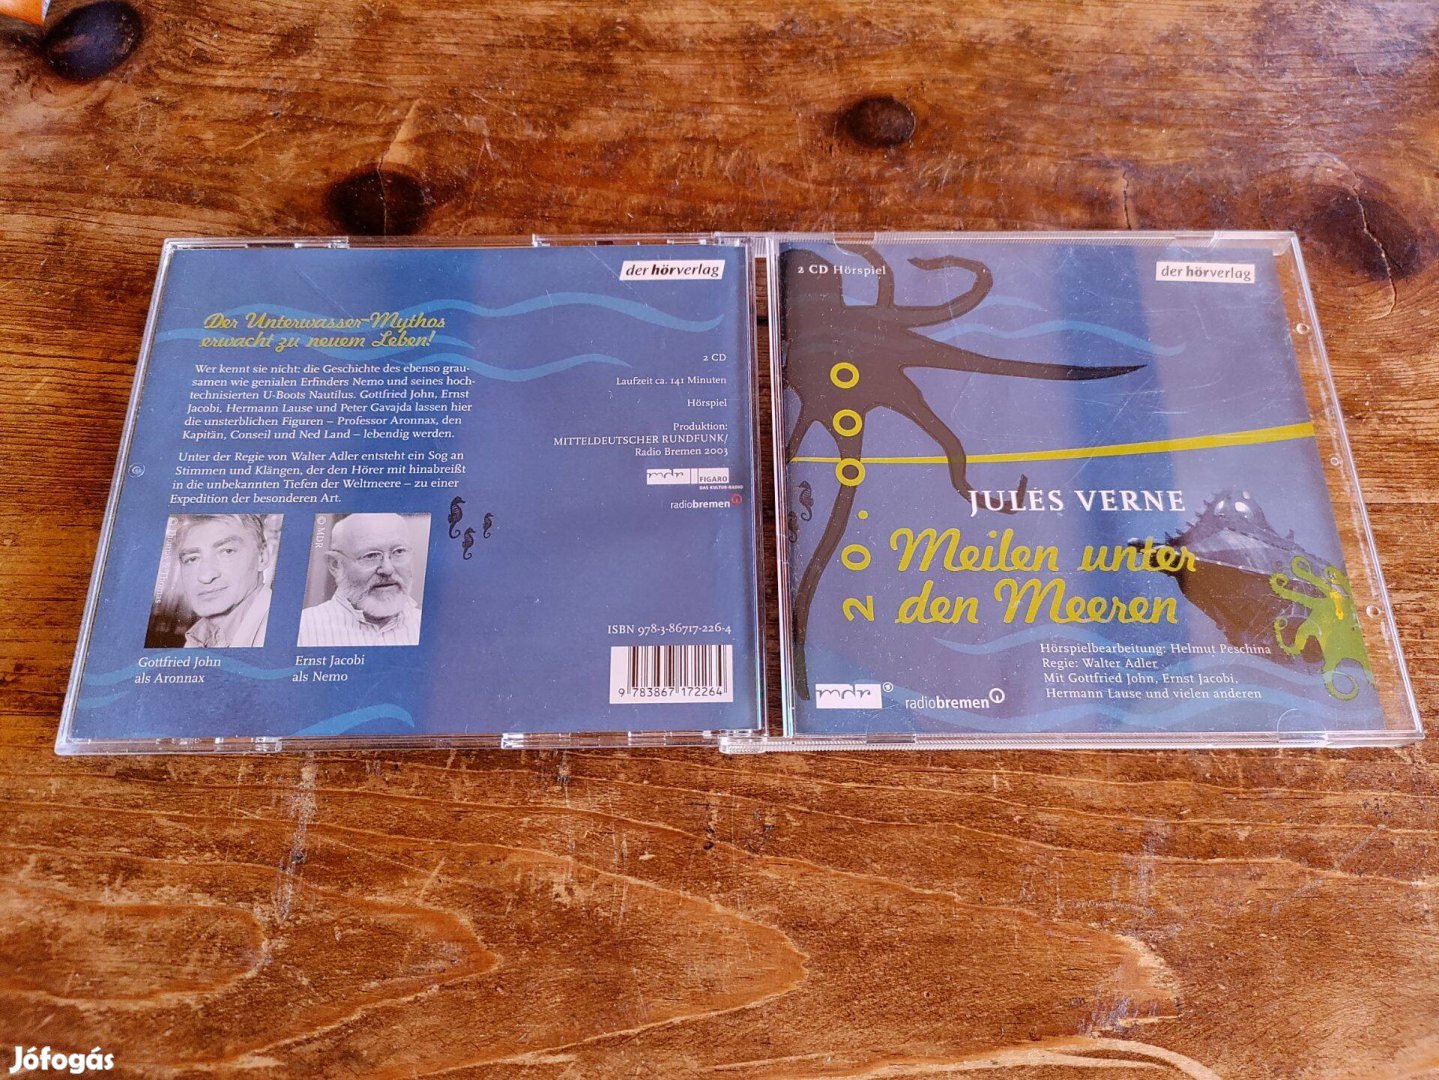 der hörverlag
Der Unterwasser-Mythos
erwacht zu neuem Leben!
Wer kennt sie nicht: die Geschichte des ebenso grau-
samen wie genialen Erfinders Nemo und seines hoch-
technisierten U-Boots Nautilus. Gottfried John, Ernst
Jacobi, Hermann Lause und Peter Gavajda lassen hier
die unsterblichen Figuren – Professor Aronnax, den
Kapitän, Conseil und Ned Land – lebendig werden.
Unter der Regie von Walter Adler entsteht ein Sog an
Stimmen und Klängen, der den Hörer mit hinabreißt
in die unbekannten Tiefen der Weltmeere – zu einer
Expedition der besonderen Art.
Gottfried John
als Aronnax
© MDR
Ernst Jacobi
als Nemo
2 CD
Laufzeit ca. 141 Minuten
Hörspiel
Produktion:
MITTELDEUTSCHER RUNDFUNK/
Radio Bremen 2003
mdr FIGARO
DAS KULTUR-RADIO
radiobremen
ISBN 978-3-86717-226-4
9 783867 172264
2 CD Hörspiel
der hörverlag
JULES VERNE
20.000
Meilen unter
den Meeren
Hörspielbearbeitung: Helmut Peschina
Regie: Walter Adler
Mit Gottfried John, Ernst Jacobi,
Hermann Lause und vielen anderen
mdr
radiobremen
Jófogás